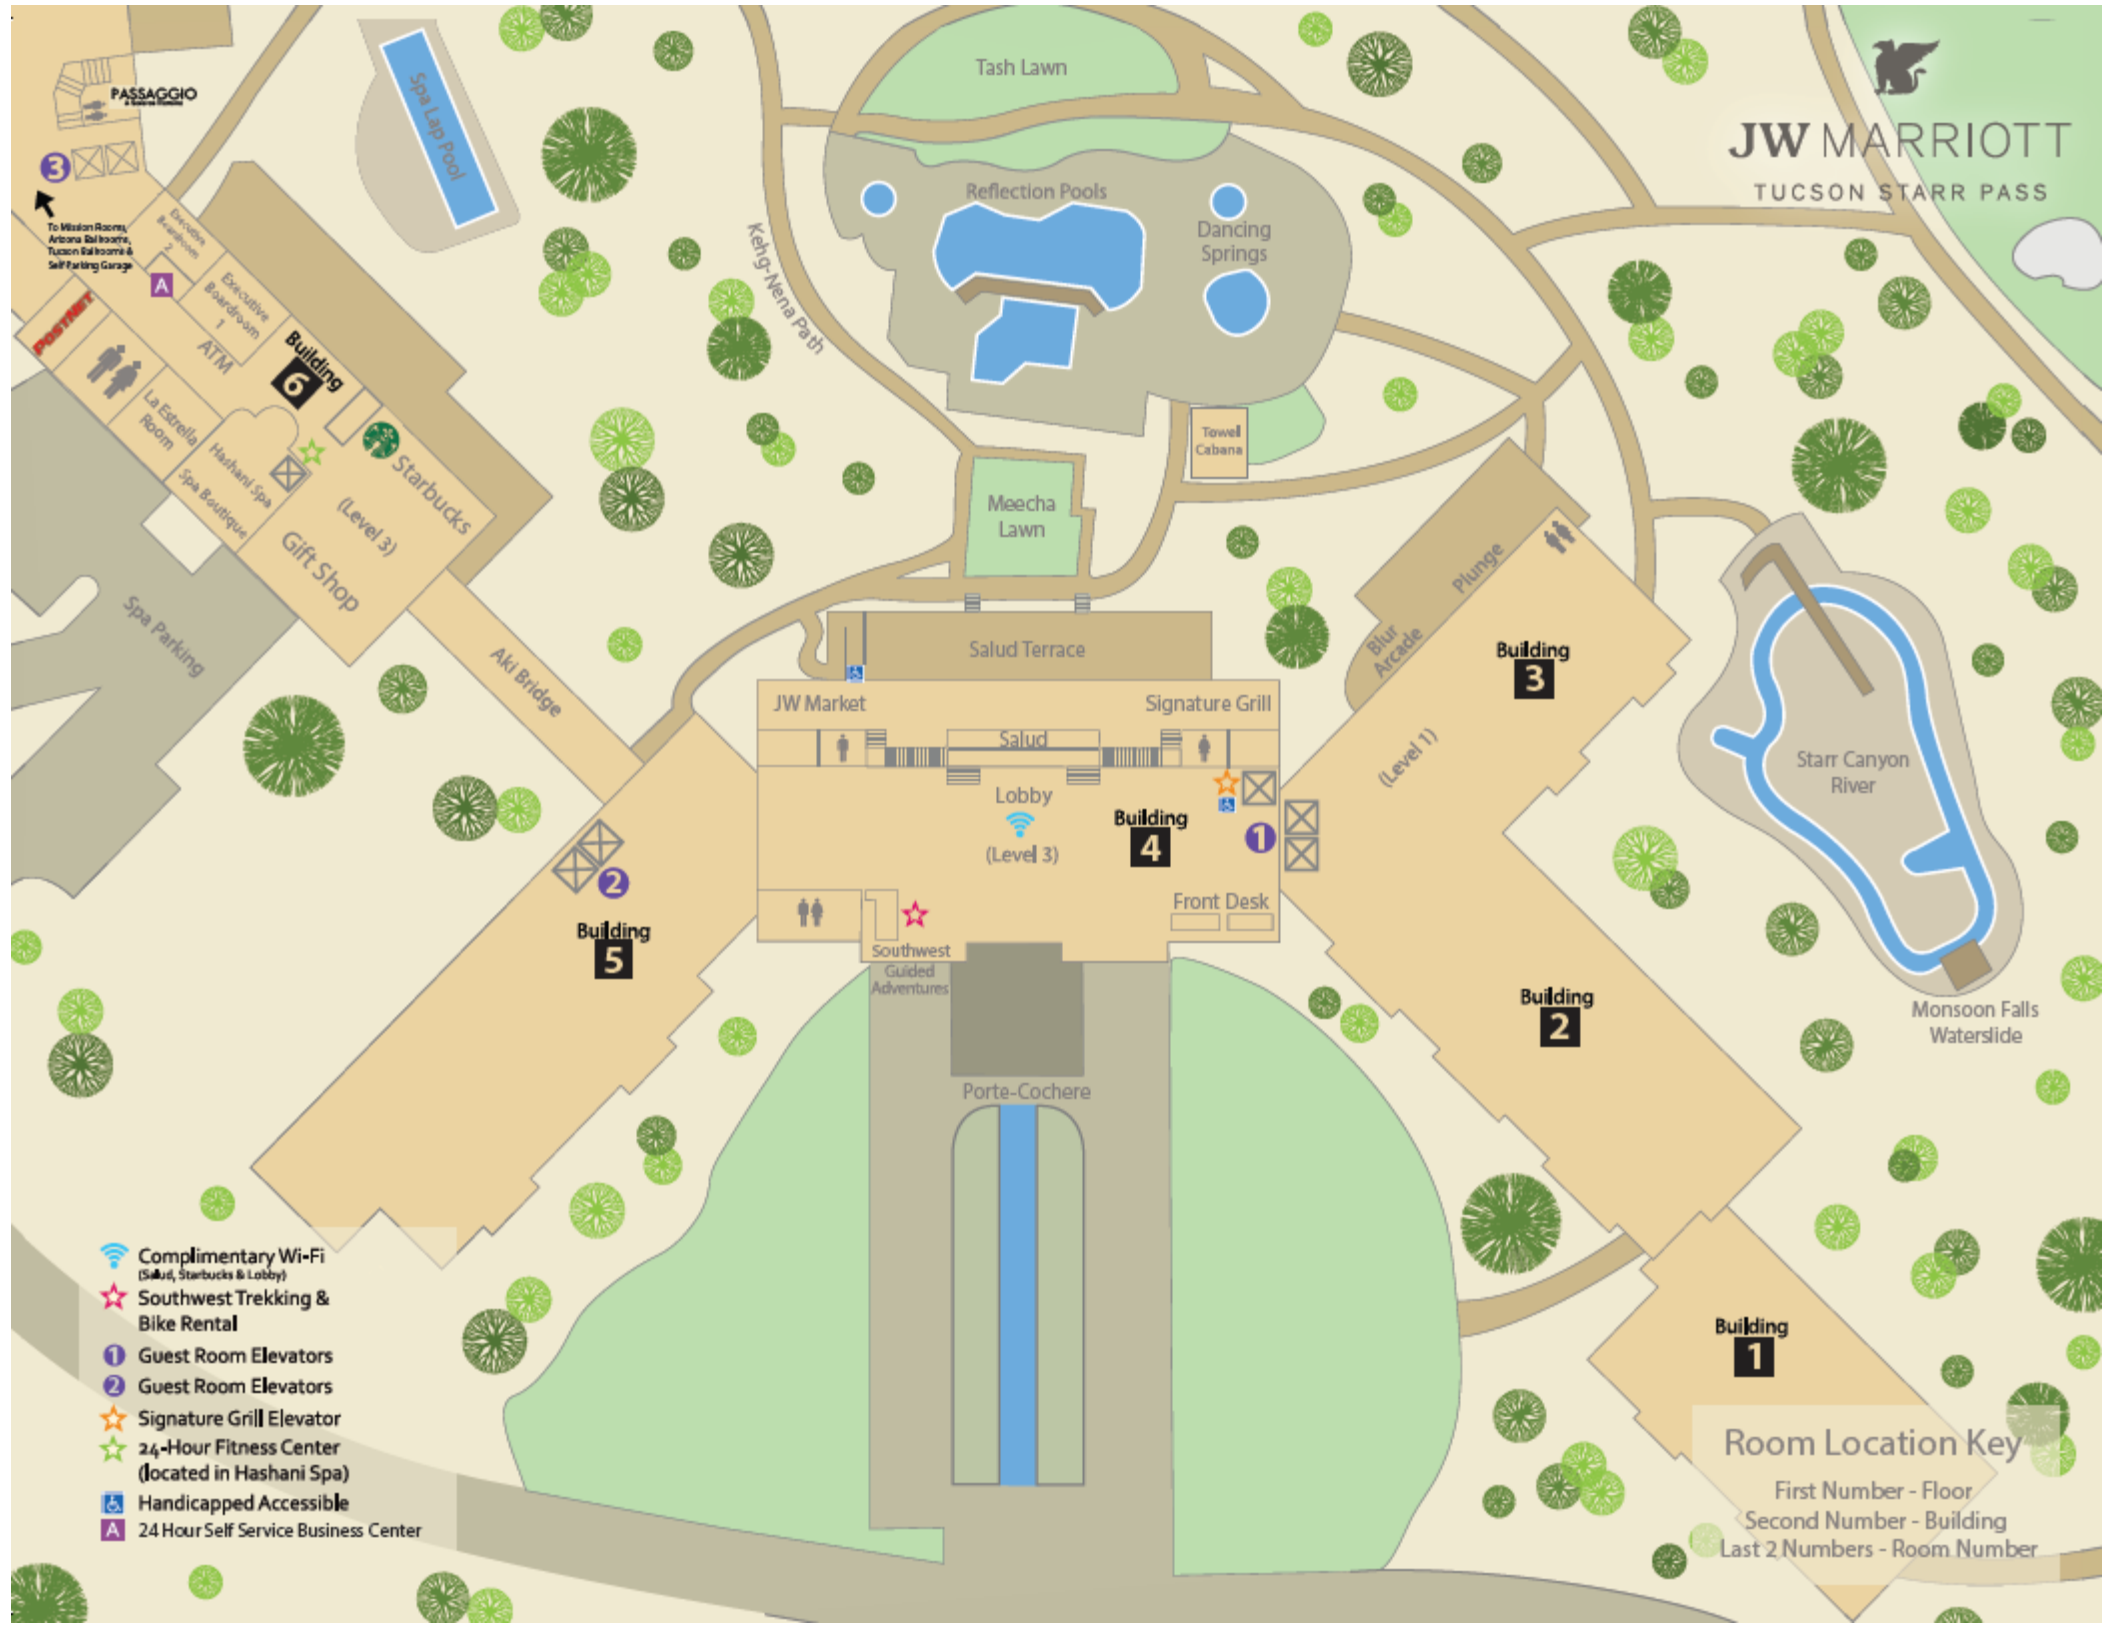 PASSAGGIO
3
To Mission Rooms,
Arizona Ballrooms,
Tucson Ballrooms &
Self Parking Garage
Executive
Boardroom
2
A
Executive
Boardroom
1
POSTNET
ATM
Building
6
La Estrella
Room
Hashani Spa
Spa Boutique
Starbucks
(Level 3)
Gift Shop
Spa Parking
Aki Bridge
Spa Lap Pool
Kehg-Nena Path
Tash Lawn
Reflection Pools
Dancing
Springs
Towel
Cabana
Meecha
Lawn
JW MARRIOTT
TUCSON STARR PASS
Salud Terrace
JW Market
Signature Grill
Salud
Lobby
(Level 3)
Building
4
1
Front Desk
Southwest
Guided
Adventures
Porte-Cochere
2
Building
5
Plunge
Blur
Arcade
Building
3
(Level 1)
Building
2
Building
1
Starr Canyon
River
Monsoon Falls
Waterslide
Complimentary Wi-Fi
(Salud, Starbucks & Lobby)
Southwest Trekking &
Bike Rental
1 Guest Room Elevators
2 Guest Room Elevators
Signature Grill Elevator
24-Hour Fitness Center
(located in Hashani Spa)
Handicapped Accessible
A 24 Hour Self Service Business Center
Room Location Key
First Number - Floor
Second Number - Building
Last 2 Numbers - Room Number